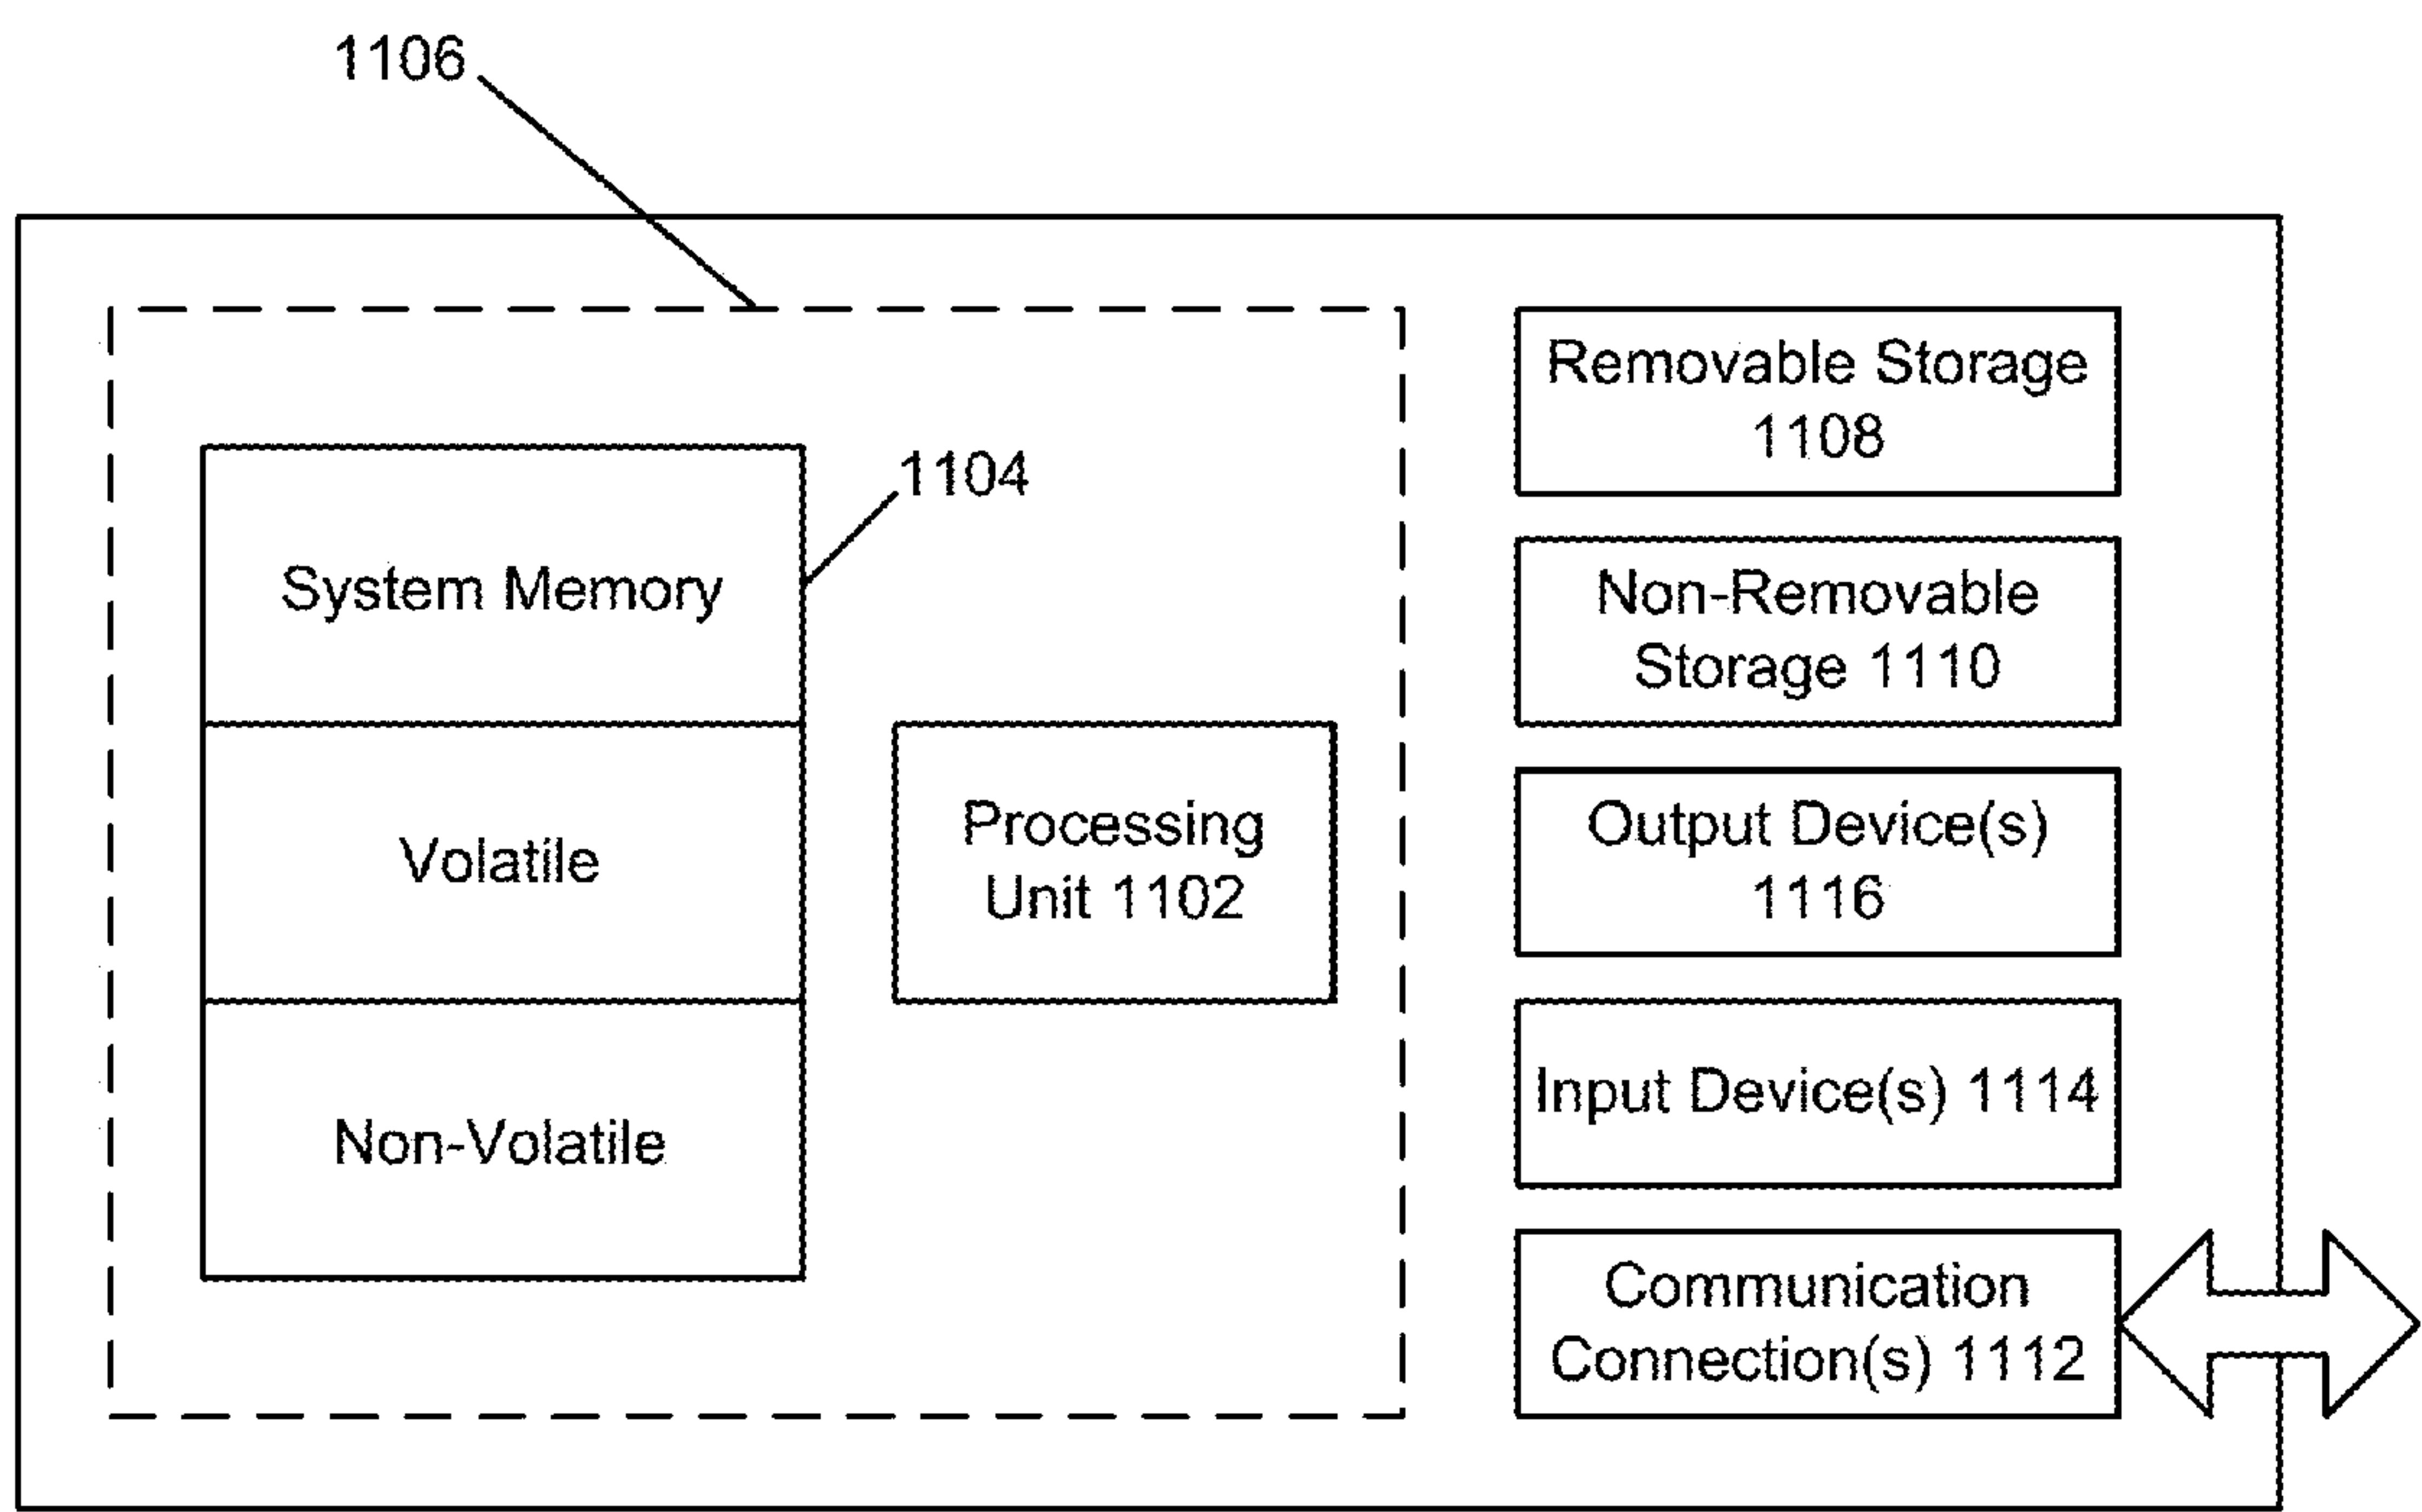 1106
1104
System Memory
Volatile
Non-Volatile
Processing
Unit 1102
Removable Storage
1108
Non-Removable
Storage 1110
Output Device(s)
1116
Input Device(s) 1114
Communication
Connection(s) 1112